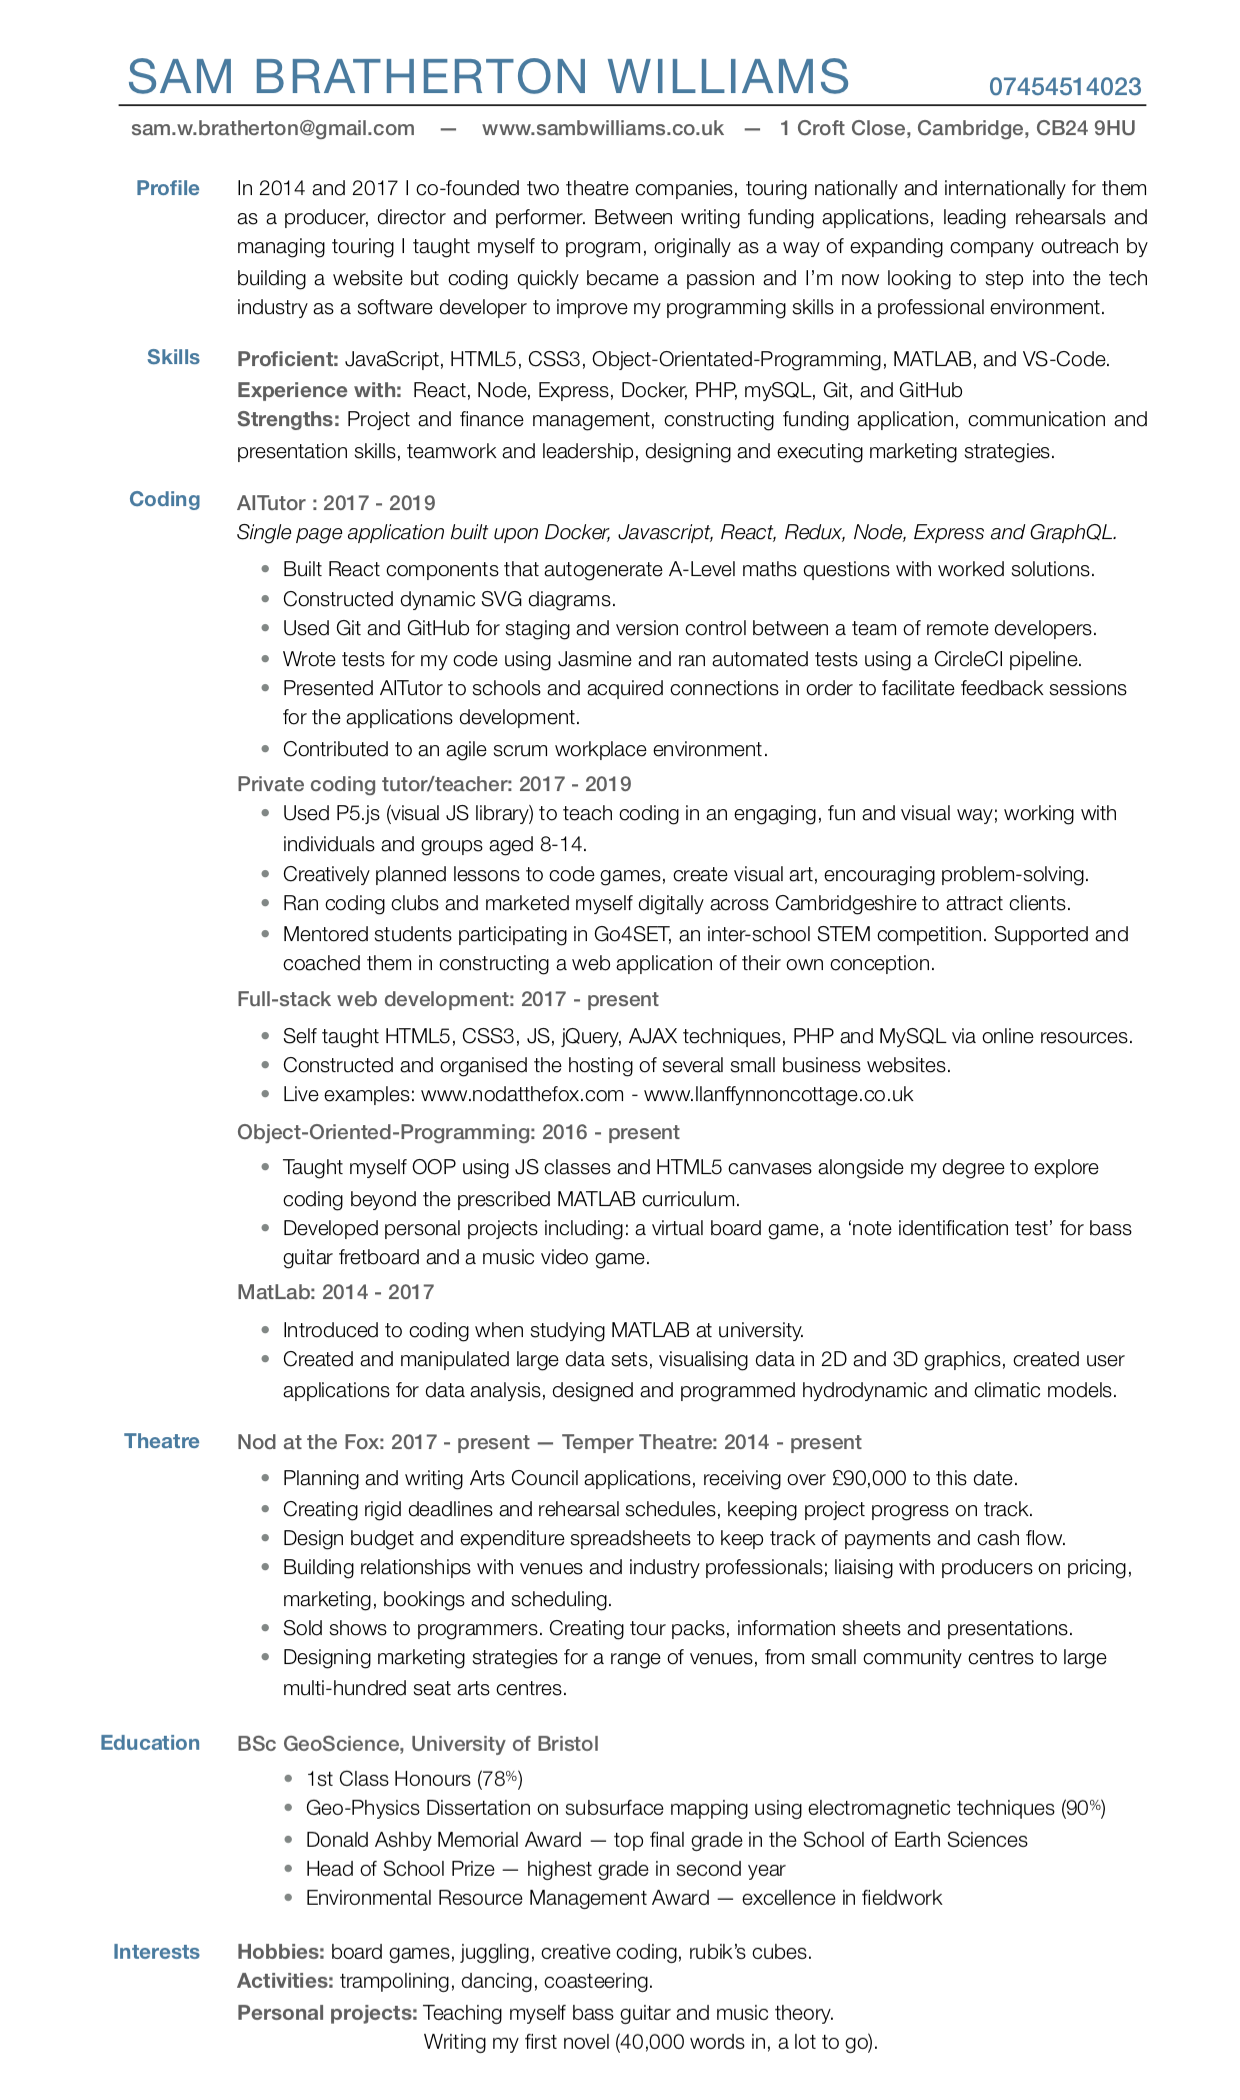 SAM BRATHERTON WILLIAMS 07454514023
sam.w.bratherton@gmail.com — www.sambwilliams.co.uk — 1 Croft Close, Cambridge, CB24 9HU
Profile In 2014 and 2017 I co-founded two theatre companies, touring nationally and internationally for them
as a producer, director and performer. Between writing funding applications, leading rehearsals and
managing touring I taught myself to program, originally as a way of expanding company outreach by
building a website but coding quickly became a passion and I'm now looking to step into the tech
industry as a software developer to improve my programming skills in a professional environment.
Skills Proficient: JavaScript, HTML5, CSS3, Object-Orientated-Programming, MATLAB, and VS-Code.
Experience with: React, Node, Express, Docker, PHP, mySQL, Git, and GitHub
Strengths: Project and finance management, constructing funding application, communication and
presentation skills, teamwork and leadership, designing and executing marketing strategies.
Coding AITutor : 2017 - 2019
Single page application built upon Docker, Javascript, React, Redux, Node, Express and GraphQL.
• Built React components that autogenerate A-Level maths questions with worked solutions.
• Constructed dynamic SVG diagrams.
• Used Git and GitHub for staging and version control between a team of remote developers.
• Wrote tests for my code using Jasmine and ran automated tests using a CircleCI pipeline.
• Presented AITutor to schools and acquired connections in order to facilitate feedback sessions
for the applications development.
• Contributed to an agile scrum workplace environment.
Private coding tutor/teacher: 2017 - 2019
• Used P5.js (visual JS library) to teach coding in an engaging, fun and visual way; working with
individuals and groups aged 8-14.
• Creatively planned lessons to code games, create visual art, encouraging problem-solving.
• Ran coding clubs and marketed myself digitally across Cambridgeshire to attract clients.
• Mentored students participating in Go4SET, an inter-school STEM competition. Supported and
coached them in constructing a web application of their own conception.
Full-stack web development: 2017 - present
• Self taught HTML5, CSS3, JS, jQuery, AJAX techniques, PHP and MySQL via online resources.
• Constructed and organised the hosting of several small business websites.
• Live examples: www.nodatthefox.com - www.llanffynnoncottage.co.uk
Object-Oriented-Programming: 2016 - present
• Taught myself OOP using JS classes and HTML5 canvases alongside my degree to explore
coding beyond the prescribed MATLAB curriculum.
• Developed personal projects including: a virtual board game, a 'note identification test' for bass
guitar fretboard and a music video game.
MatLab: 2014 - 2017
• Introduced to coding when studying MATLAB at university.
• Created and manipulated large data sets, visualising data in 2D and 3D graphics, created user
applications for data analysis, designed and programmed hydrodynamic and climatic models.
Theatre Nod at the Fox: 2017 - present — Temper Theatre: 2014 - present
• Planning and writing Arts Council applications, receiving over £90,000 to this date.
• Creating rigid deadlines and rehearsal schedules, keeping project progress on track.
• Design budget and expenditure spreadsheets to keep track of payments and cash flow.
• Building relationships with venues and industry professionals; liaising with producers on pricing,
marketing, bookings and scheduling.
• Sold shows to programmers. Creating tour packs, information sheets and presentations.
• Designing marketing strategies for a range of venues, from small community centres to large
multi-hundred seat arts centres.
Education BSc GeoScience, University of Bristol
• 1st Class Honours (78%)
• Geo-Physics Dissertation on subsurface mapping using electromagnetic techniques (90%)
• Donald Ashby Memorial Award — top final grade in the School of Earth Sciences
• Head of School Prize — highest grade in second year
• Environmental Resource Management Award — excellence in fieldwork
Interests Hobbies: board games, juggling, creative coding, rubik's cubes.
Activities: trampolining, dancing, coasteering.
Personal projects: Teaching myself bass guitar and music theory.
Writing my first novel (40,000 words in, a lot to go).